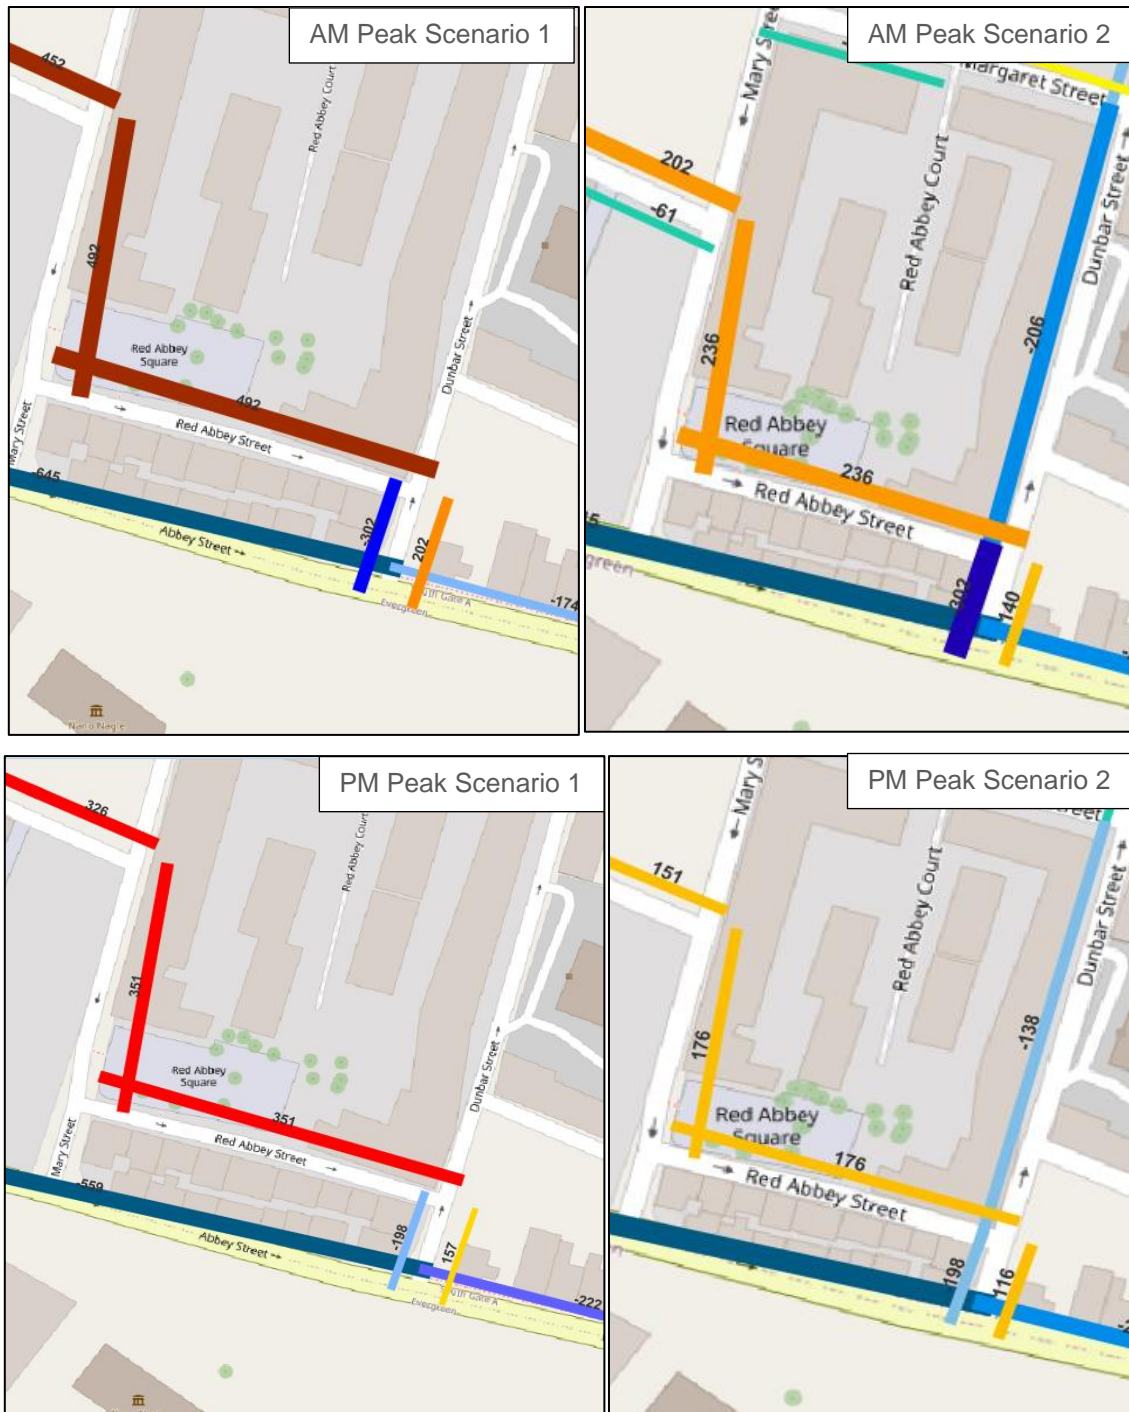 AM Peak Scenario 1
452
Red Abbey Court
492
Red Abbey
Square
492
Red Abbey Street
Dunbar Street
Mary Street
-645
Abbey Street
-302
202
Evergreen
-174
Nano Nagle
AM Peak Scenario 2
Mary Street
Margaret Street
202
-61
Red Abbey Court
Dunbar Street
-206
236
Red Abbey
Square
236
Red Abbey Street
302
140
PM Peak Scenario 1
326
Red Abbey Court
351
Red Abbey
Square
351
Red Abbey Street
Dunbar Street
Mary Street
-559
Abbey Street
-198
157
Evergreen
-222
PM Peak Scenario 2
Mary S
151
Red Abbey Court
Dunbar Street
-138
176
Red Abbey
Square
176
Red Abbey Street
198
116